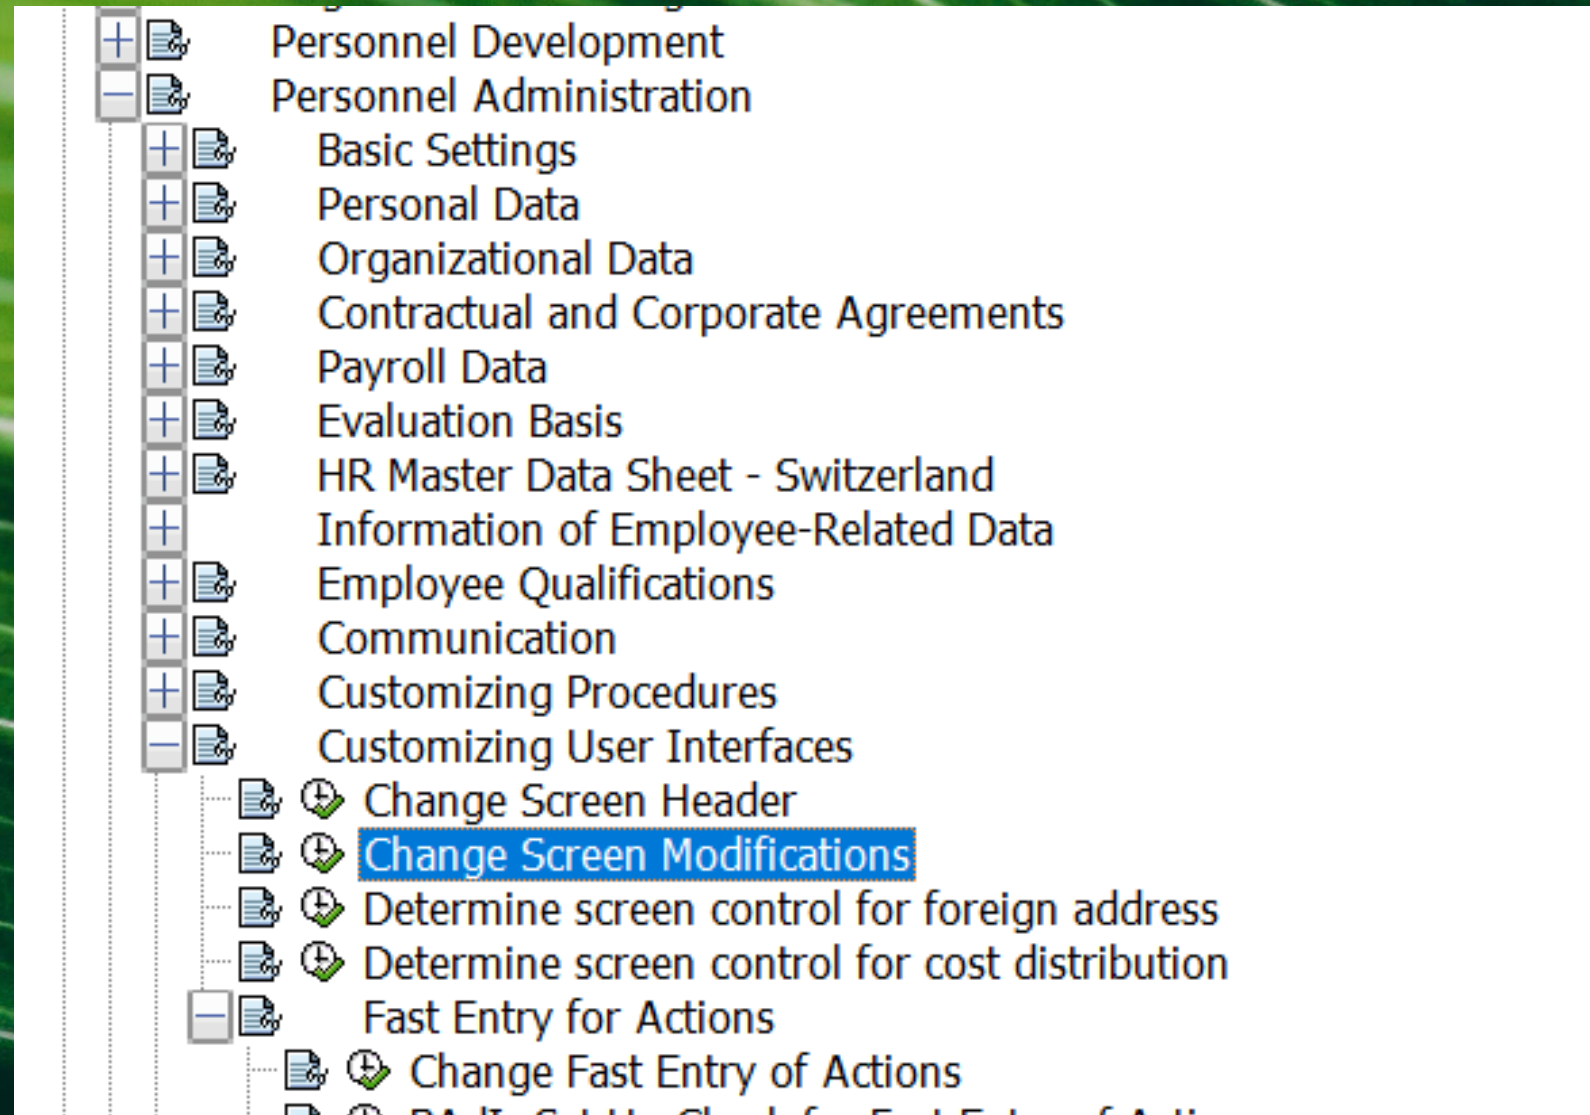 Personnel Development
Personnel Administration
Basic Settings
Personal Data
Organizational Data
Contractual and Corporate Agreements
Payroll Data
Evaluation Basis
HR Master Data Sheet - Switzerland
Information of Employee-Related Data
Employee Qualifications
Communication
Customizing Procedures
Customizing User Interfaces
Change Screen Header
Change Screen Modifications
Determine screen control for foreign address
Determine screen control for cost distribution
Fast Entry for Actions
Change Fast Entry of Actions